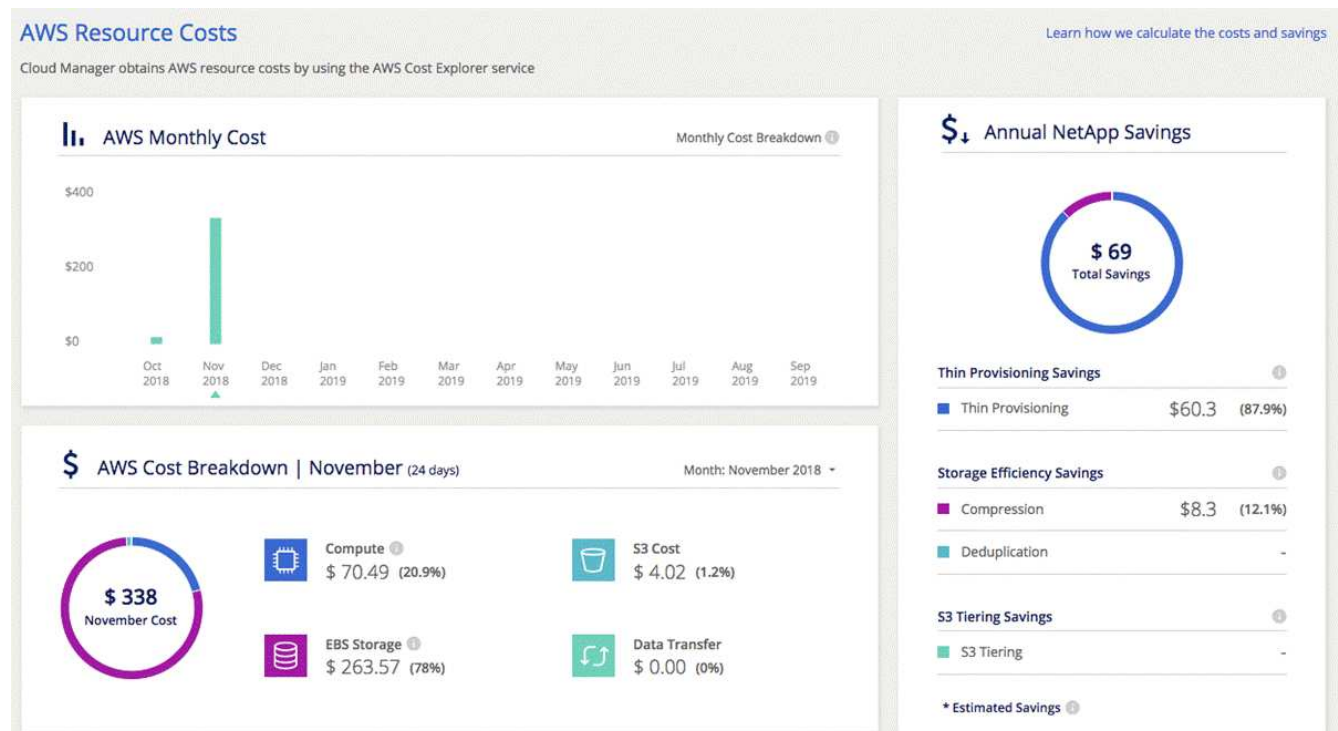 AWS Resource Costs
Learn how we calculate the costs and savings
Cloud Manager obtains AWS resource costs by using the AWS Cost Explorer service
AWS Monthly Cost
Monthly Cost Breakdown
$400
$200
$0
Oct 2018
Nov 2018
Dec 2018
Jan 2019
Feb 2019
Mar 2019
Apr 2019
May 2019
Jun 2019
Jul 2019
Aug 2019
Sep 2019
AWS Cost Breakdown | November (24 days)
Month: November 2018
$ 338
November Cost
Compute
$ 70.49 (20.9%)
S3 Cost
$ 4.02 (1.2%)
EBS Storage
$ 263.57 (78%)
Data Transfer
$ 0.00 (0%)
Annual NetApp Savings
$ 69
Total Savings
Thin Provisioning Savings
Thin Provisioning $60.3 (87.9%)
Storage Efficiency Savings
Compression $8.3 (12.1%)
Deduplication -
S3 Tiering Savings
S3 Tiering -
* Estimated Savings